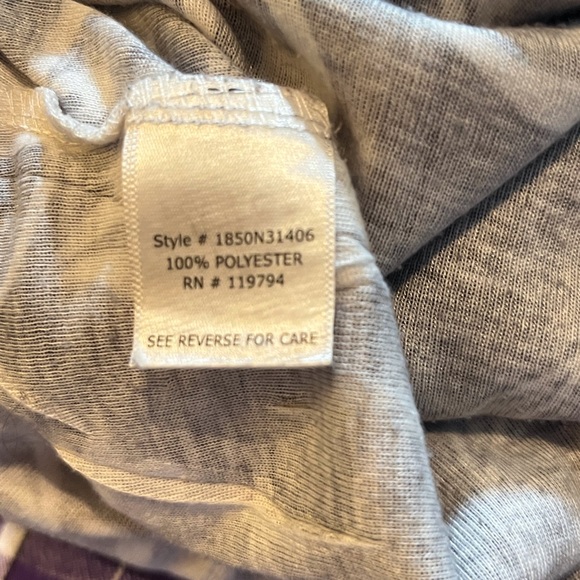 Style # 1850N31406
100% POLYESTER
RN # 119794
SEE REVERSE FOR CARE